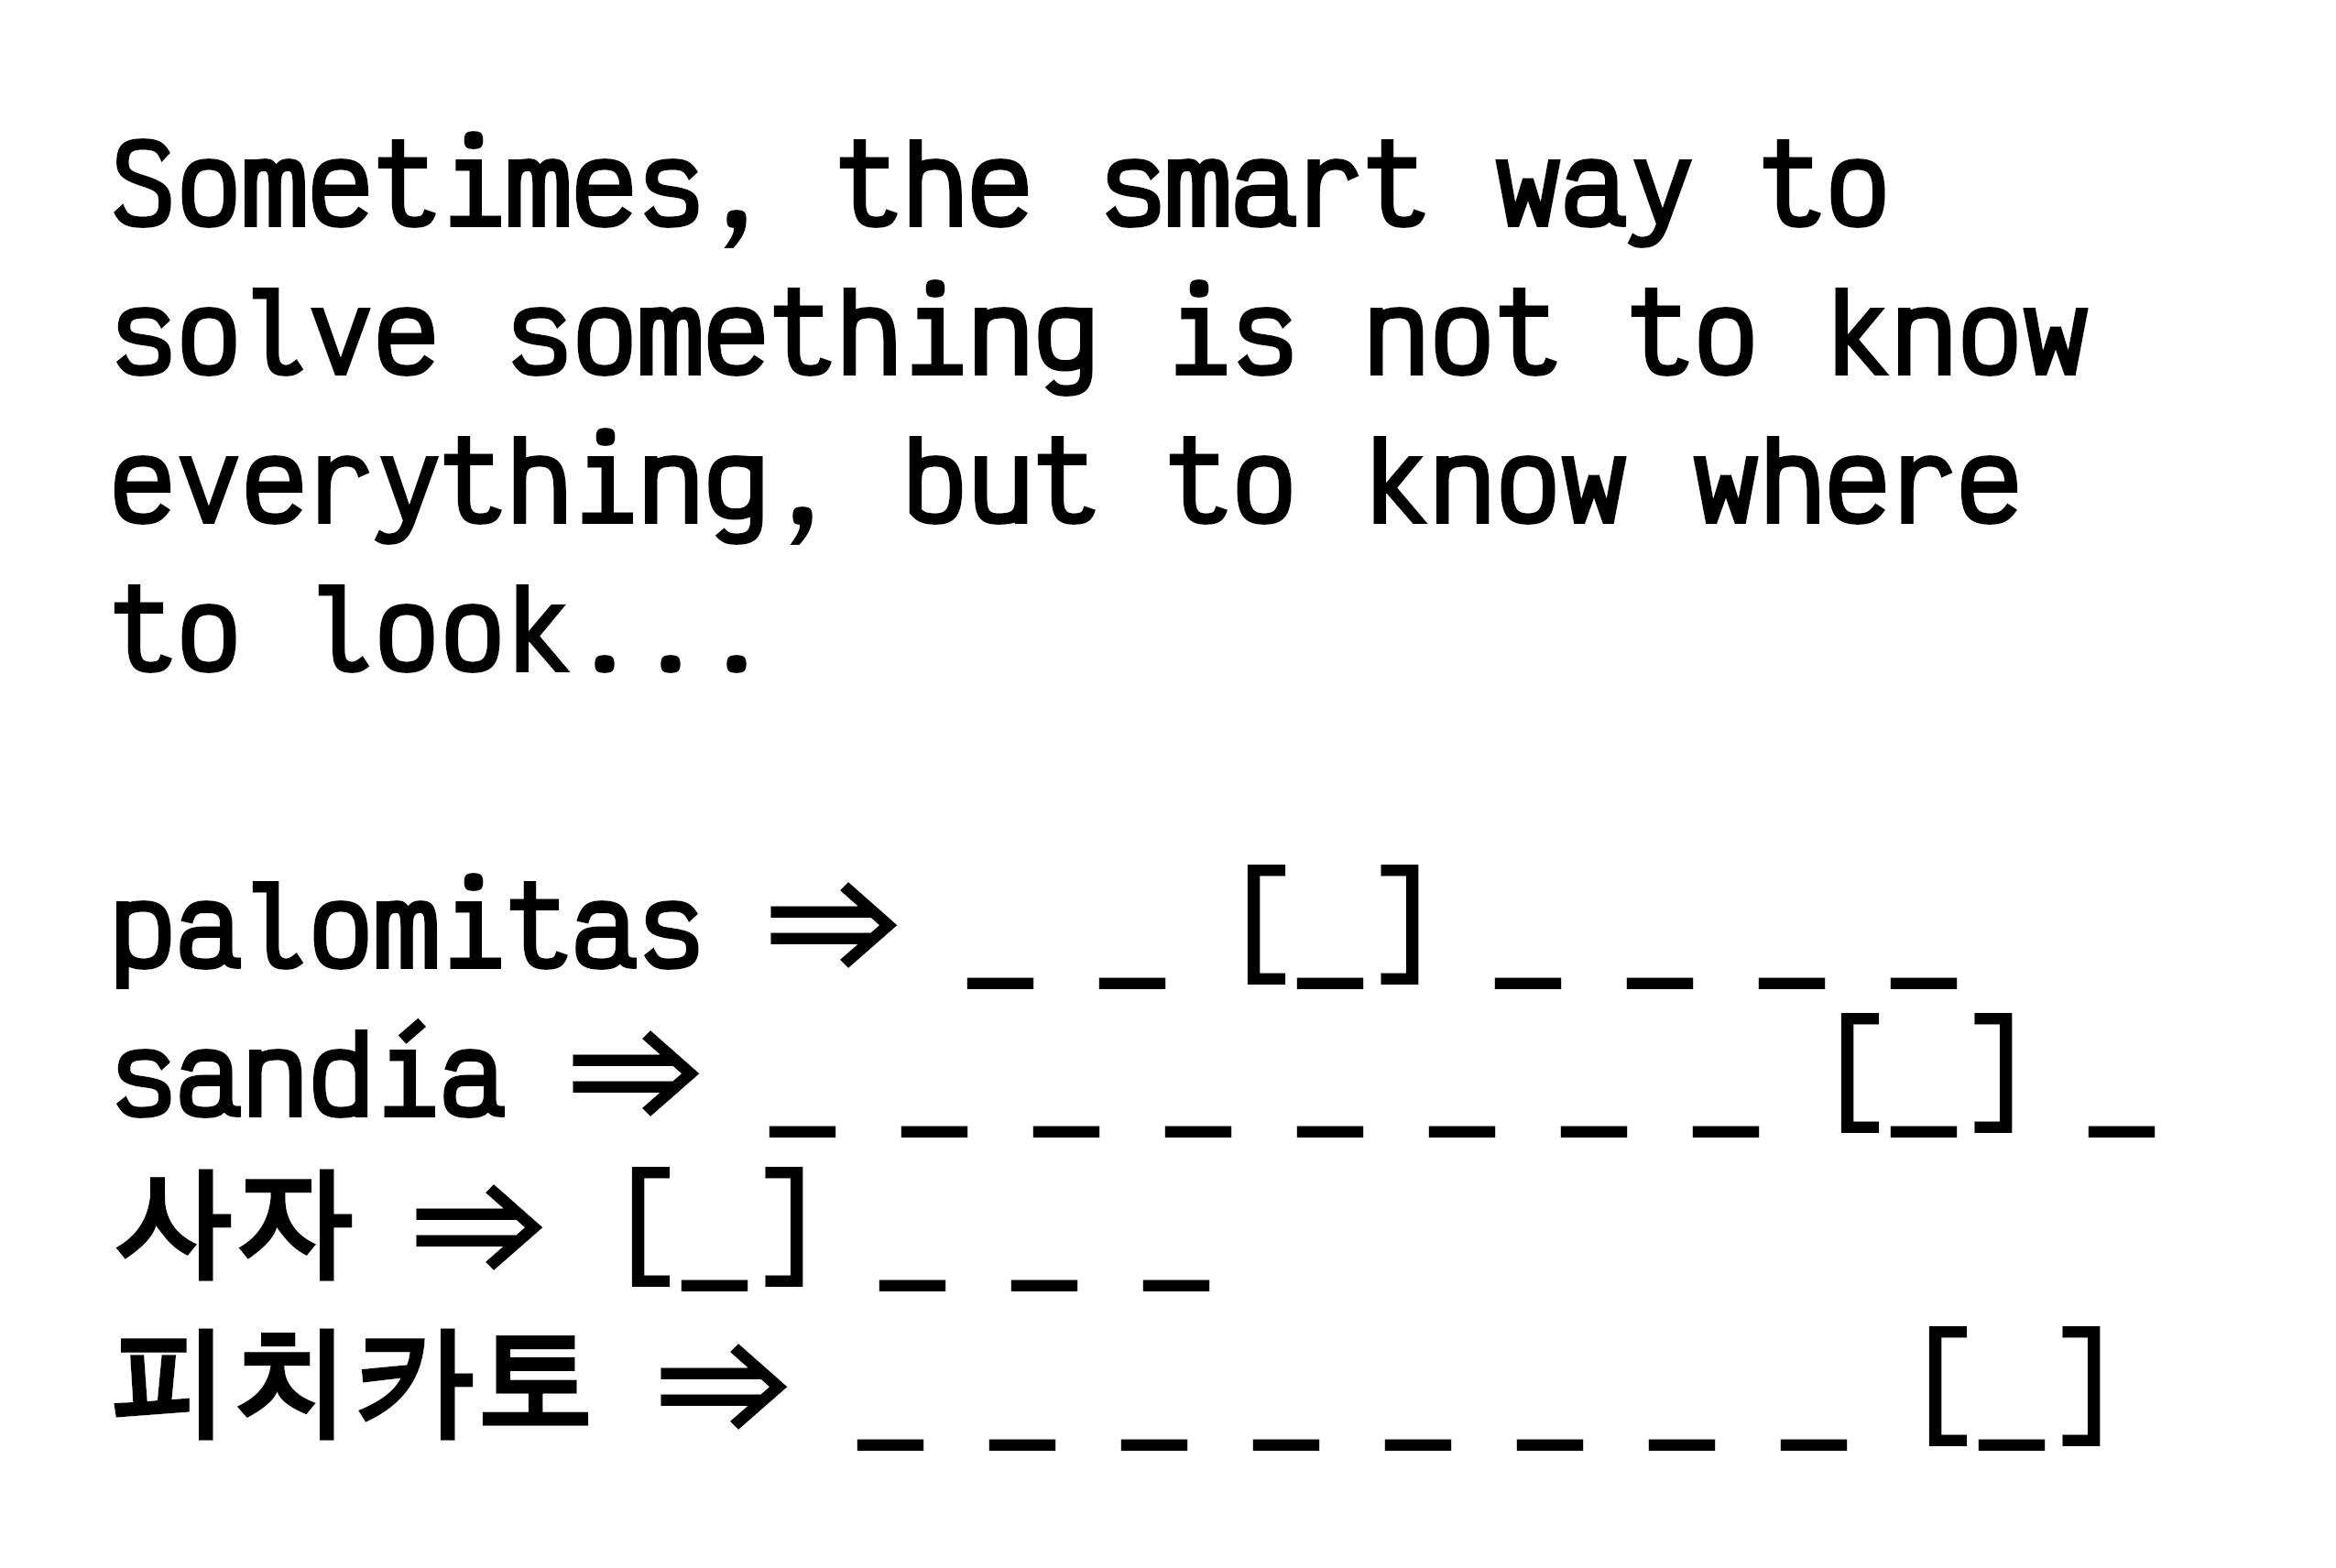 Sometimes, the smart way to
solve something is not to know
everything, but to know where
to look...
palomitas ⇒ _ _ [_] _ _ _ _
sandía ⇒ _ _ _ _ _ _ _ _ [_] _
사자 ⇒ [_] _ _ _
피치카토 ⇒ _ _ _ _ _ _ _ _ [_]